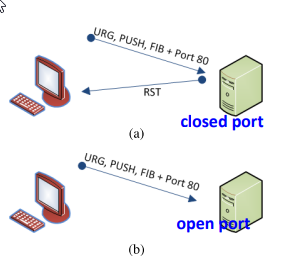 URG, PUSH, FIB + Port 80
RST
closed port
(a)
URG, PUSH, FIB + Port 80
open port
(b)